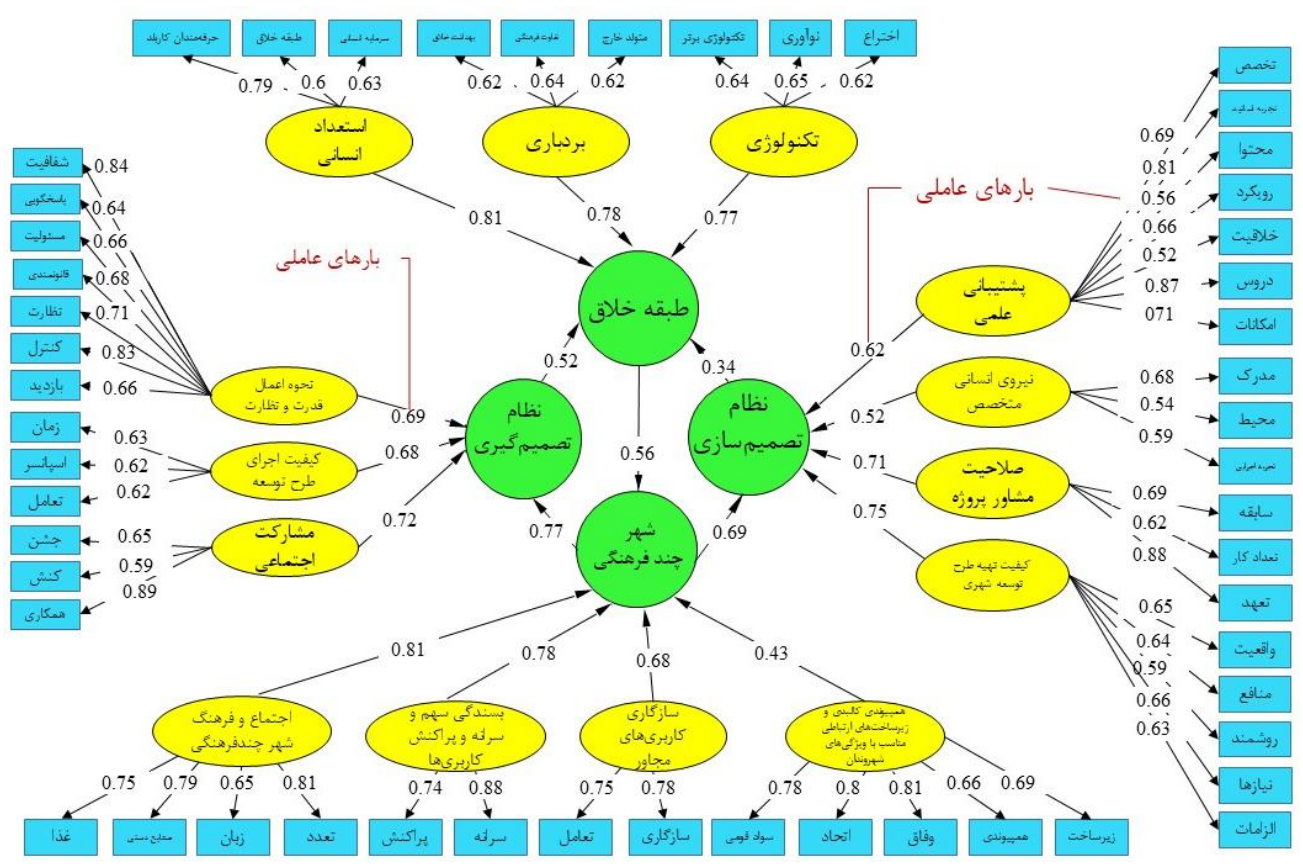 حرفه‌مندان کاربلد
طبقه خلاق
سرمایه انسانی
بهداشت خلاق
تفاوت فرهنگی
متولد خارج
تکنولوژی برتر
نوآوری
اختراع
0.79
0.6
0.63
0.62
0.64
0.62
0.64
0.65
0.62
استعداد
انسانی
بردباری
تکنولوژی
0.81
0.78
0.77
تخصص
محتوا
رویکرد
خلاقیت
دروس
امکانات
0.69
0.81
0.56
0.66
0.52
0.87
071
پشتیبانی
علمی
بارهای عاملی
0.62
مدرک
محیط
تجربه اجرایی
0.68
0.54
0.59
نیروی انسانی
متخصص
0.52
سابقه
تعداد کار
تعهد
0.69
0.62
0.88
صلاحیت
مشاور پروژه
0.71
واقعیت
منافع
روشمند
نیازها
الزامات
0.65
0.64
0.59
0.66
0.63
کیفیت تهیه طرح
توسعه شهری
0.75
شفافیت
پاسخگویی
مسئولیت
قانونمندی
نظارت
کنترل
بازدید
0.84
0.64
0.66
0.68
0.71
0.83
0.66
تحوه اعمال
قدرت و نظارت
بارهای عاملی
0.69
زمان
اسپانسر
تعامل
0.63
0.62
0.62
کیفیت اجرای
طرح توسعه
0.68
جشن
کنش
همکاری
0.65
0.59
0.89
مشارکت
اجتماعی
0.72
طبقه خلاق
0.52
0.34
نظام
تصمیم‌گیری
نظام
تصمیم‌سازی
0.56
0.77
0.69
شهر
چند فرهنگی
0.81
0.78
0.68
0.43
اجتماع و فرهنگ
شهر چندفرهنگی
بسندگی سهم و
سرانه و پراکنش
کاربری‌ها
سازگاری
کاربری‌های
مجاور
همپیوندی کالبدی و
زیرساخت‌های ارتباطی
مناسب با ویژگی‌های
شهروندان
0.75
0.79
0.65
0.81
0.74
0.88
0.75
0.78
0.78
0.8
0.81
0.66
0.69
غذا
صنایع دستی
زبان
تعدد
پراکنش
سرانه
تعامل
سازگاری
سواد قومی
اتحاد
وفاق
همپیوندی
زیرساخت